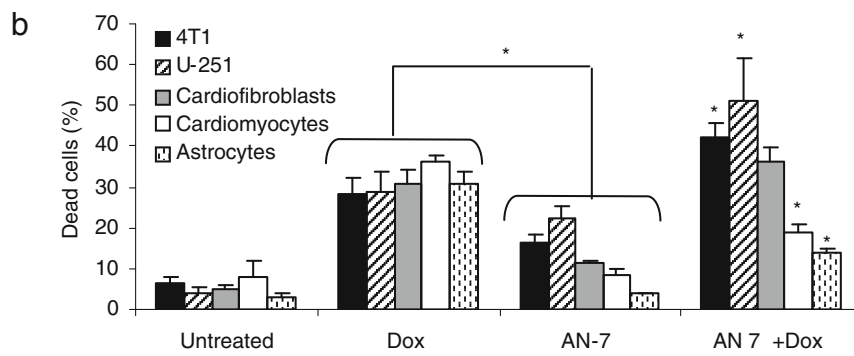 b
70
60
50
40
30
20
10
0
Dead cells (%)
4T1
U-251
Cardiofibroblasts
Cardiomyocytes
Astrocytes
*
*
*
*
*
Untreated
Dox
AN-7
AN 7 +Dox